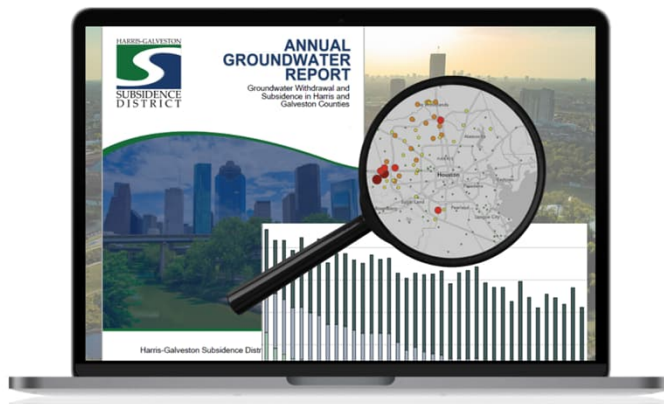 HARRIS-GALVESTON
SUBSIDENCE
DISTRICT
ANNUAL
GROUNDWATER
REPORT
Groundwater Withdrawal and
Subsidence in Harris and
Galveston Counties
Houston
Harris-Galveston Subsidence Distr